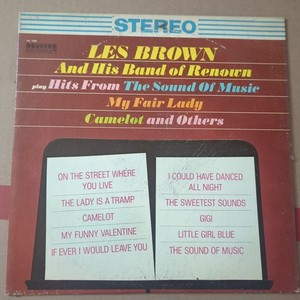 STEREO
LES BROWN
And His Band of Renown
play Hits From The Sound Of Music
My Fair Lady
Camelot and Others
ON THE STREET WHERE
YOU LIVE
THE LADY IS A TRAMP
CAMELOT
MY FUNNY VALENTINE
IF EVER I WOULD LEAVE YOU
I COULD HAVE DANCED
ALL NIGHT
THE SWEETEST SOUNDS
GIGI
LITTLE GIRL BLUE
THE SOUND OF MUSIC